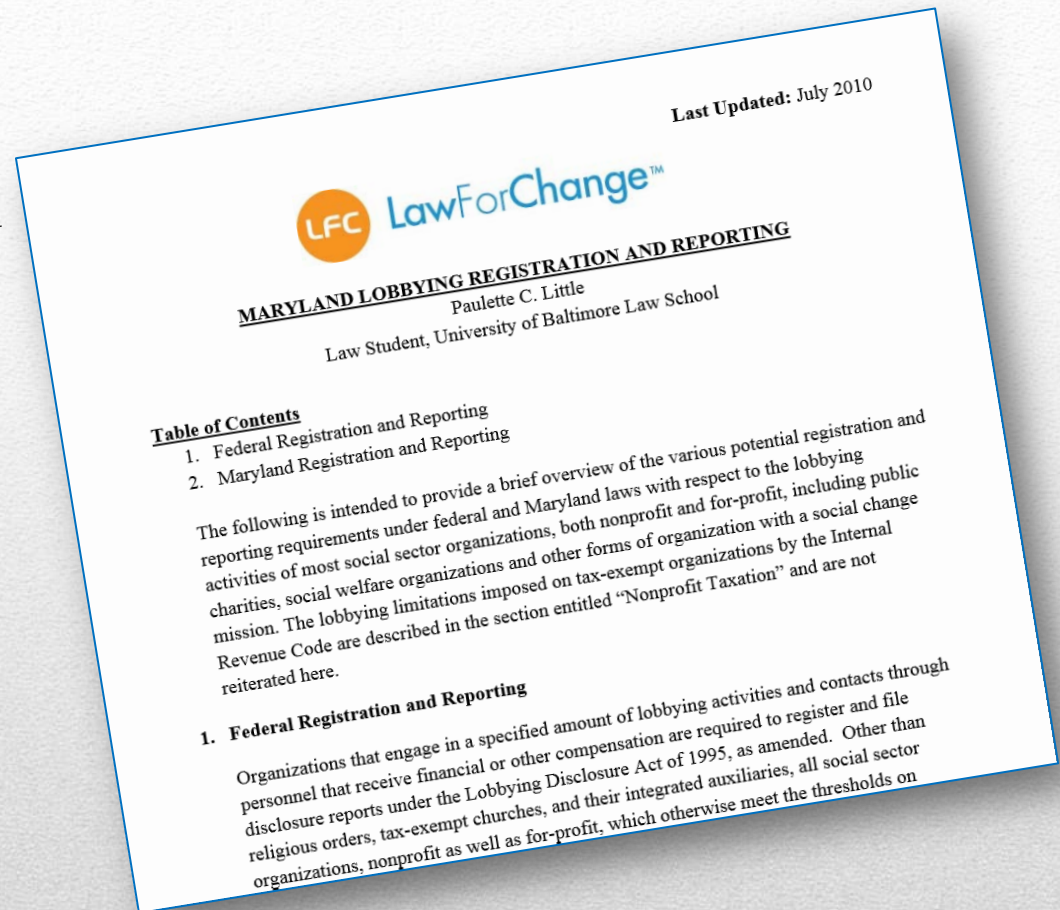 Last Updated: July 2010
LFC LawForChange™
MARYLAND LOBBYING REGISTRATION AND REPORTING
Paulette C. Little
Law Student, University of Baltimore Law School
Table of Contents
1. Federal Registration and Reporting
2. Maryland Registration and Reporting
The following is intended to provide a brief overview of the various potential registration and
reporting requirements under federal and Maryland laws with respect to the lobbying
activities of most social sector organizations, both nonprofit and for-profit, including public
charities, social welfare organizations and other forms of organization with a social change
mission. The lobbying limitations imposed on tax-exempt organizations by the Internal
Revenue Code are described in the section entitled “Nonprofit Taxation” and are not
reiterated here.
1. Federal Registration and Reporting
Organizations that engage in a specified amount of lobbying activities and contacts through
personnel that receive financial or other compensation are required to register and file
disclosure reports under the Lobbying Disclosure Act of 1995, as amended. Other than
religious orders, tax-exempt churches, and their integrated auxiliaries, all social sector
organizations, nonprofit as well as for-profit, which otherwise meet the thresholds on